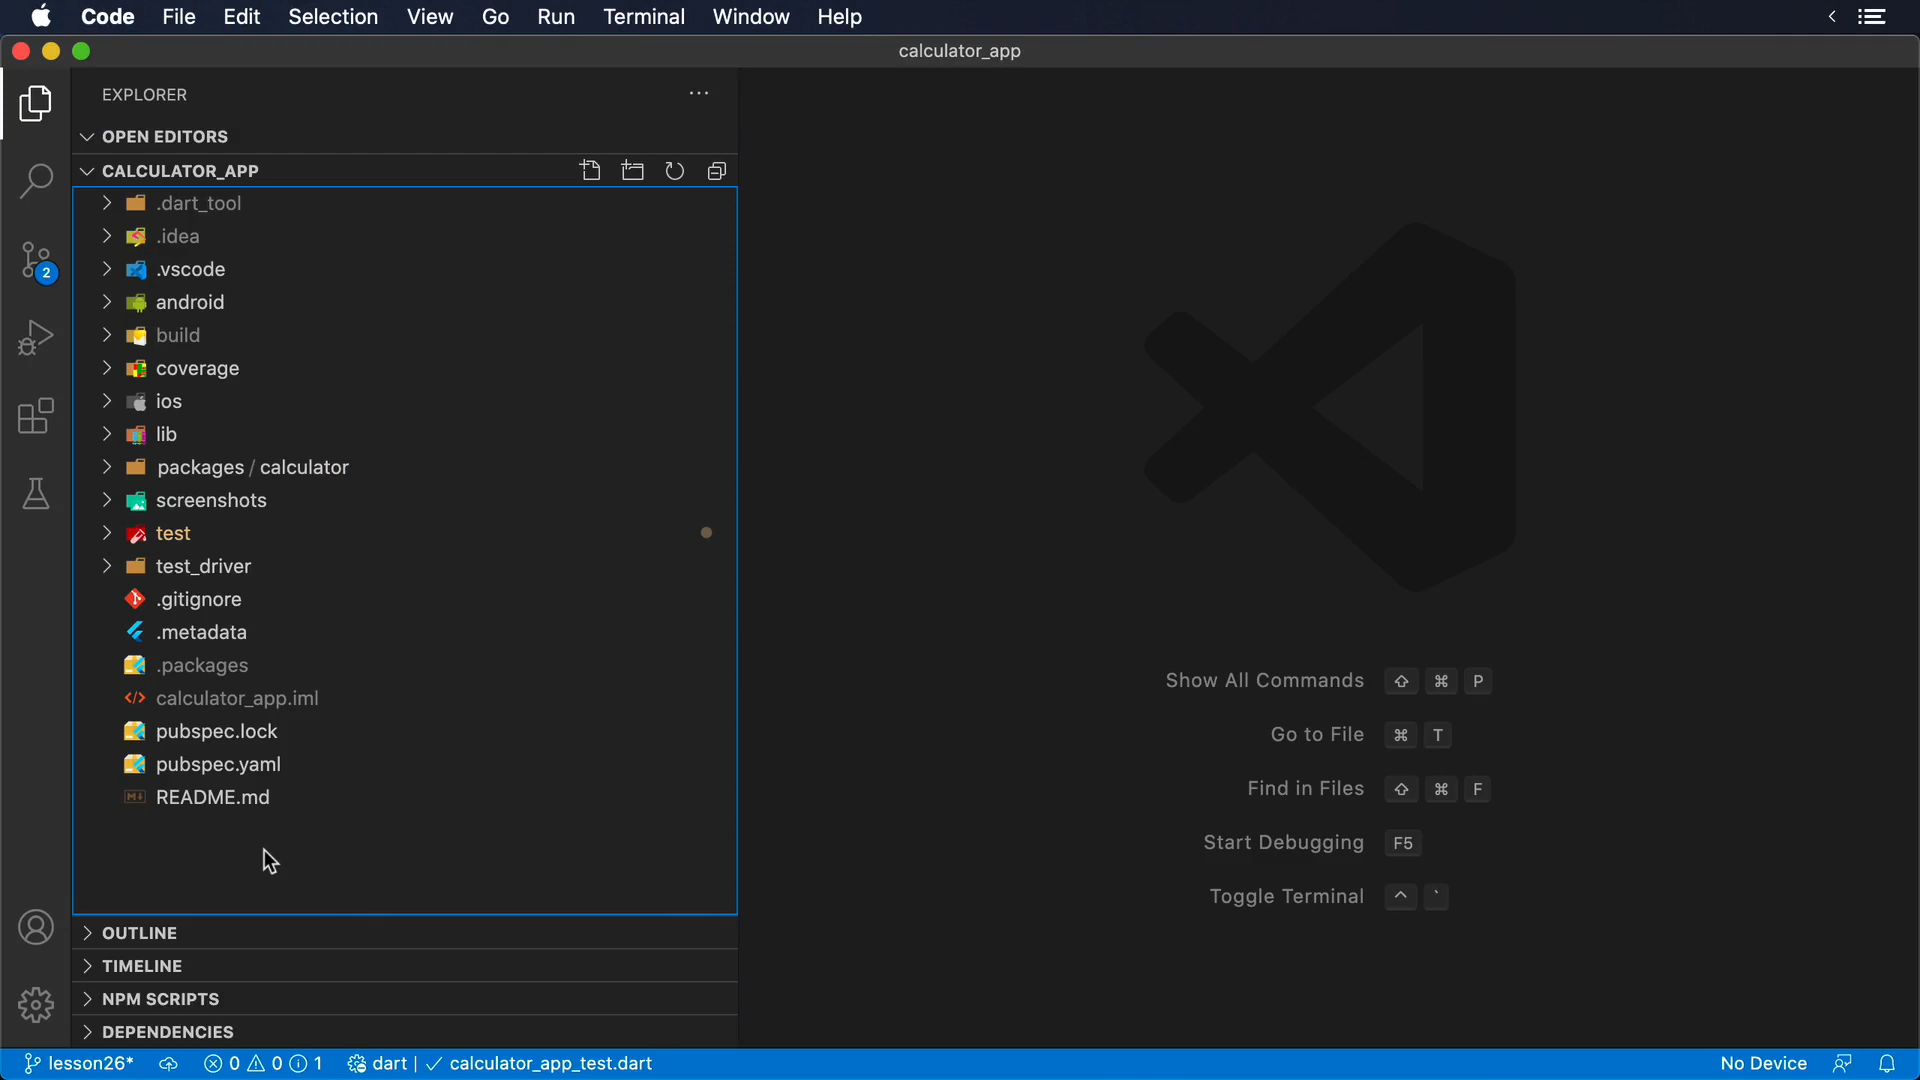 Code File Edit Selection View Go Run Terminal Window Help
calculator_app
EXPLORER
OPEN EDITORS
CALCULATOR_APP
.dart_tool
.idea
.vscode
android
build
coverage
ios
lib
packages / calculator
screenshots
test
test_driver
.gitignore
.metadata
.packages
calculator_app.iml
pubspec.lock
pubspec.yaml
README.md
OUTLINE
TIMELINE
NPM SCRIPTS
DEPENDENCIES
2
Show All Commands ⇧ ⌘ P
Go to File ⌘ T
Find in Files ⇧ ⌘ F
Start Debugging F5
Toggle Terminal ^ `
lesson26* 0 0 1 dart | ✓ calculator_app_test.dart No Device